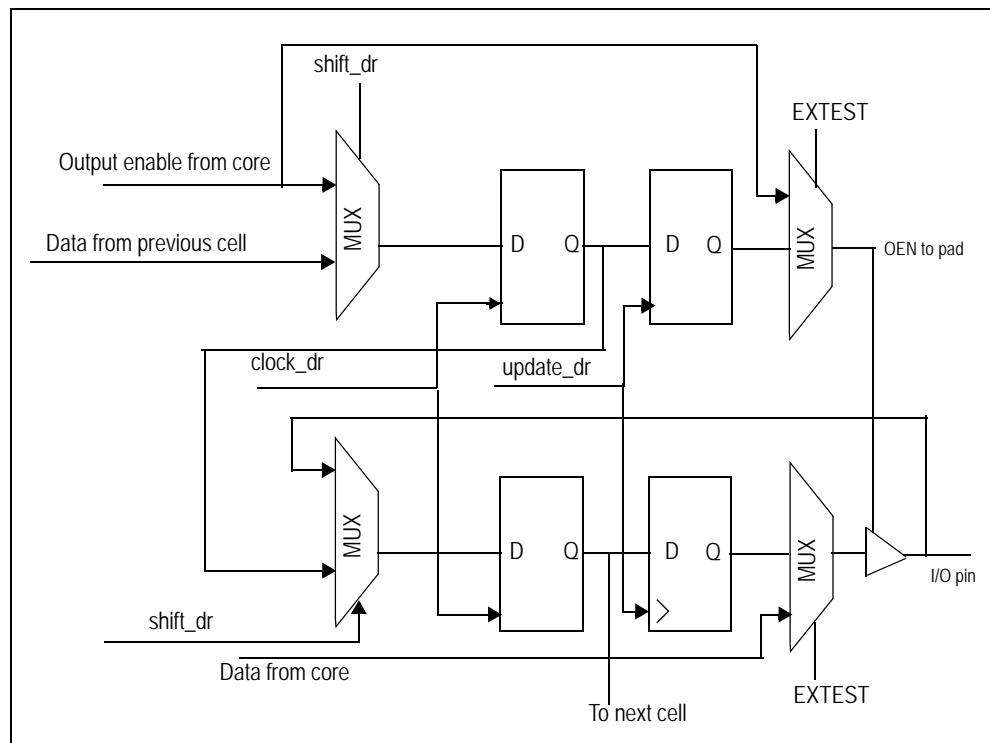 shift_dr
EXTEST
Output enable from core
MUX
D Q
D Q
MUX
Data from previous cell
OEN to pad
clock_dr
update_dr
MUX
D Q
D Q
MUX
I/O pin
shift_dr
Data from core
EXTEST
To next cell